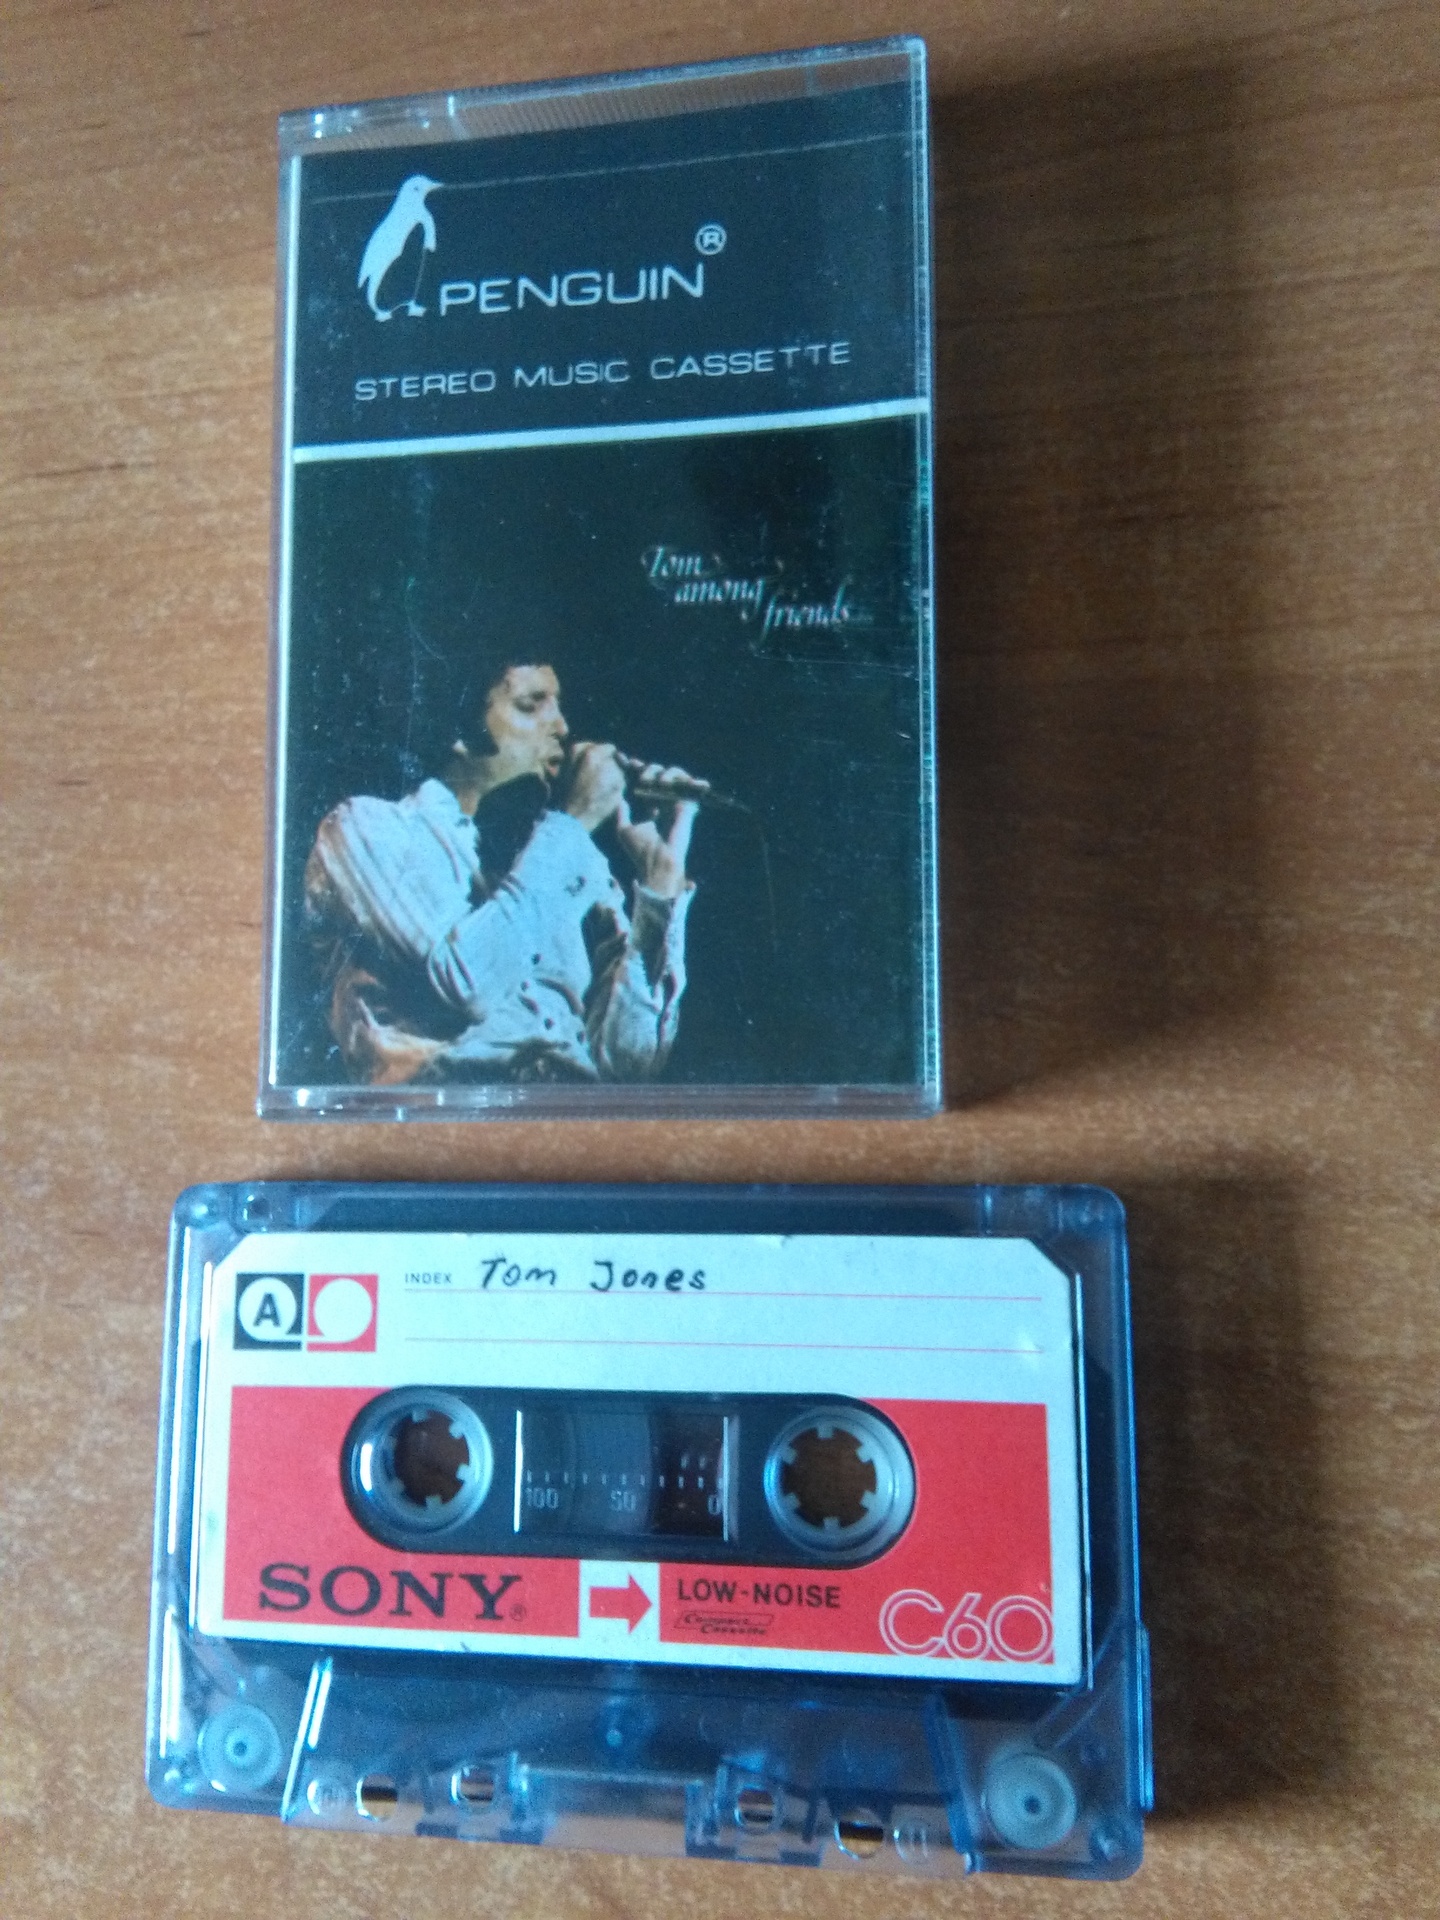 PENGUIN®
STEREO MUSIC CASSETTE
Tom
among
friends...
A
INDEX Tom Jones
100 50 0
SONY®
LOW-NOISE
Compact
Cassette
C60